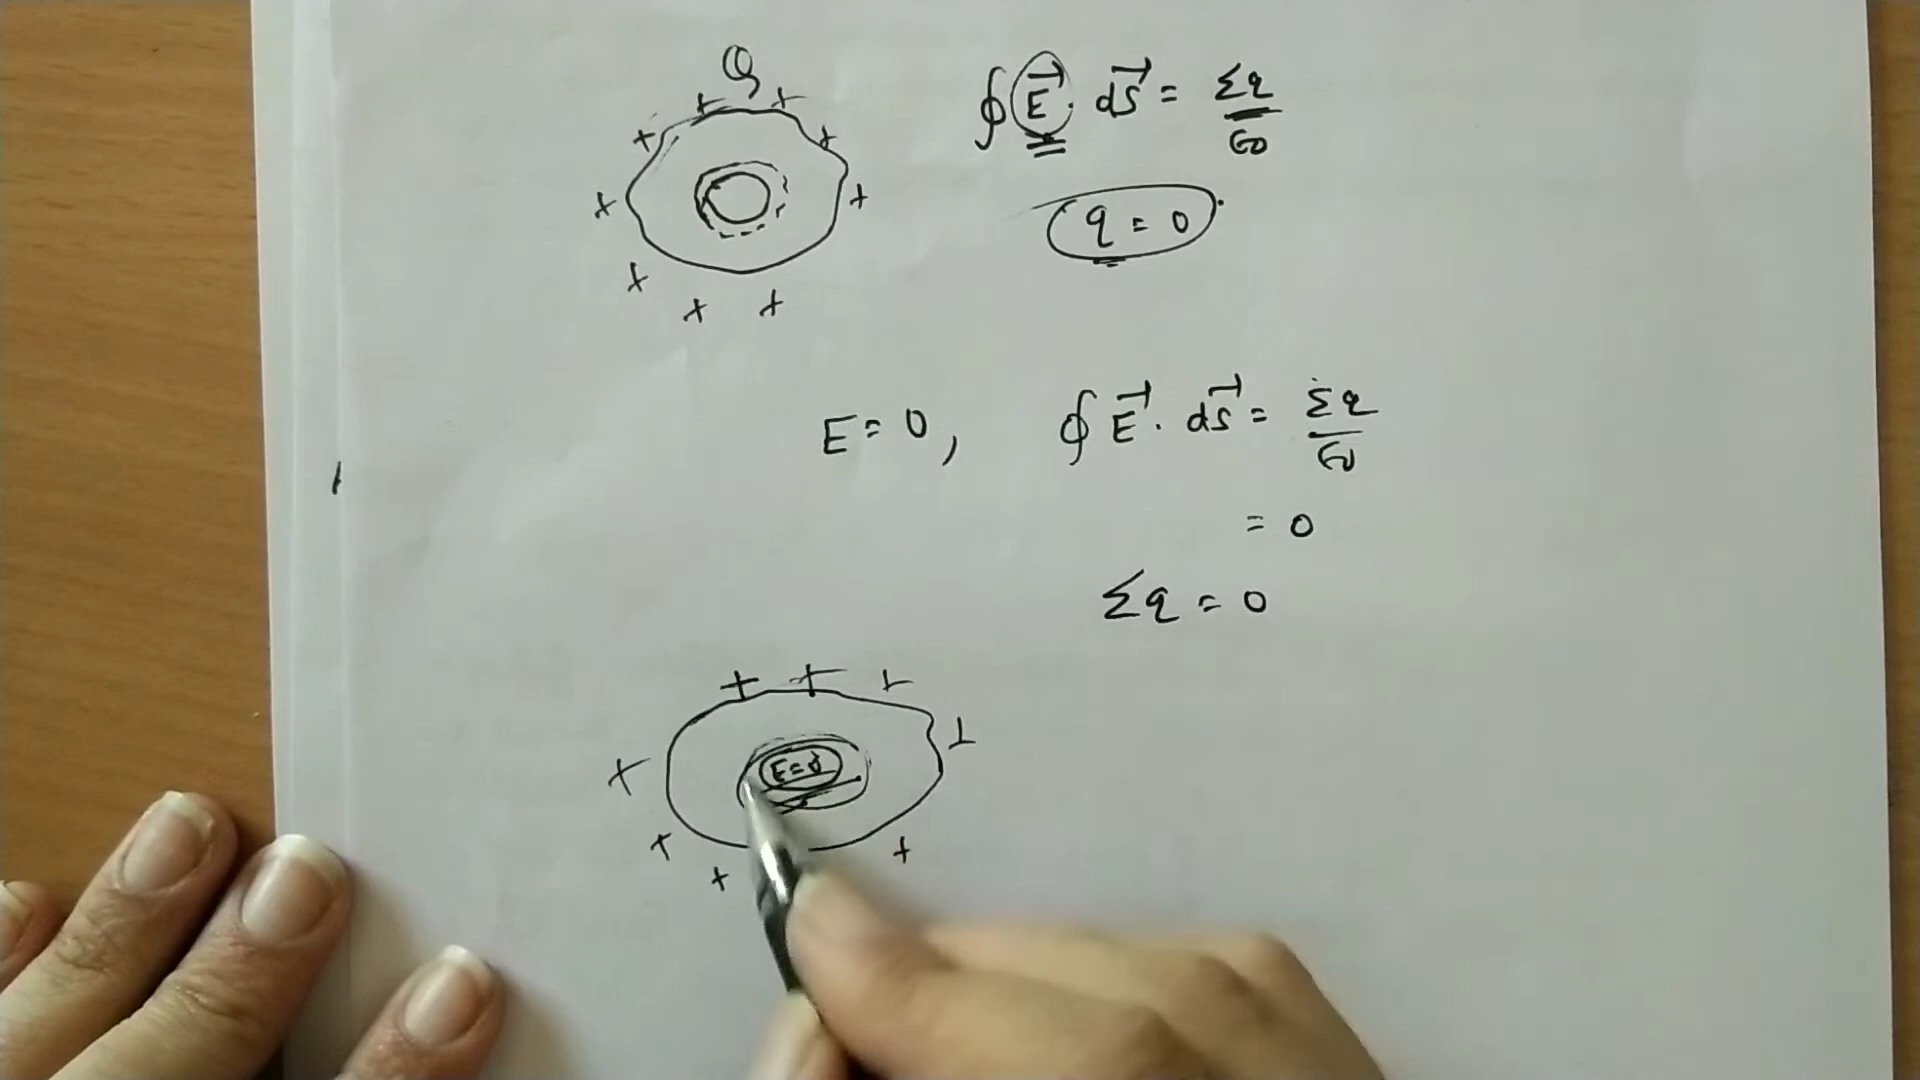 Q
+ + + + + + + + +
∮ E⃗ · dS⃗ = Σq / ε0
q = 0
E = 0, ∮ E⃗ · dS⃗ = Σq / ε0
= 0
Σq = 0
+ + + + + + + +
E=0